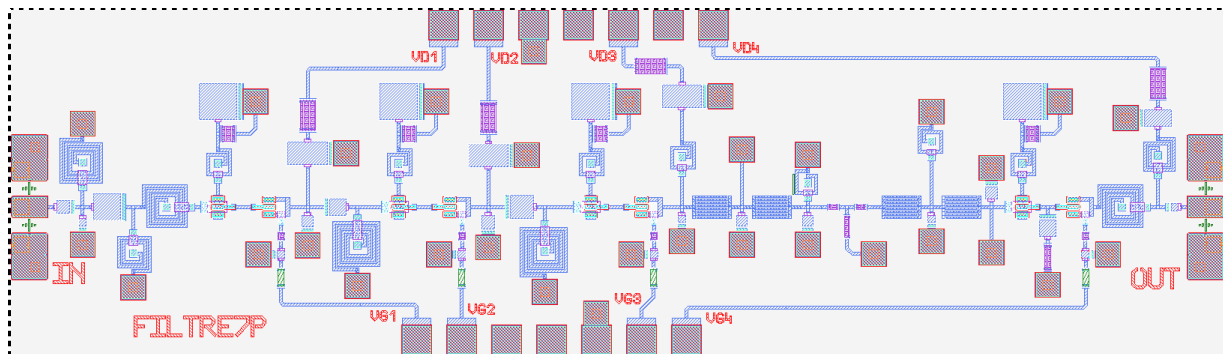 VD1
VD2
VD3
VD4
IN
OUT
VG1
VG2
VG3
VG4
FILTRE7P